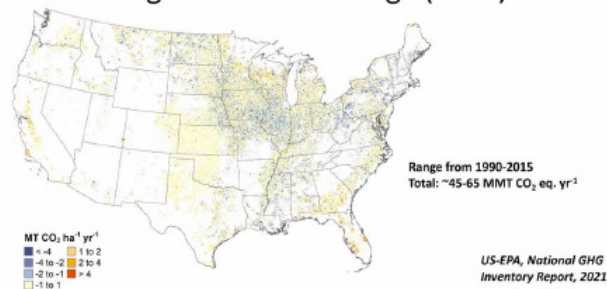 Range from 1990-2015
Total: ~45-65 MMT CO₂ eq. yr⁻¹
MT CO₂ ha⁻¹ yr⁻¹
< -4
-4 to -2
-2 to -1
-1 to 1
1 to 2
2 to 4
> 4
US-EPA, National GHG
Inventory Report, 2021